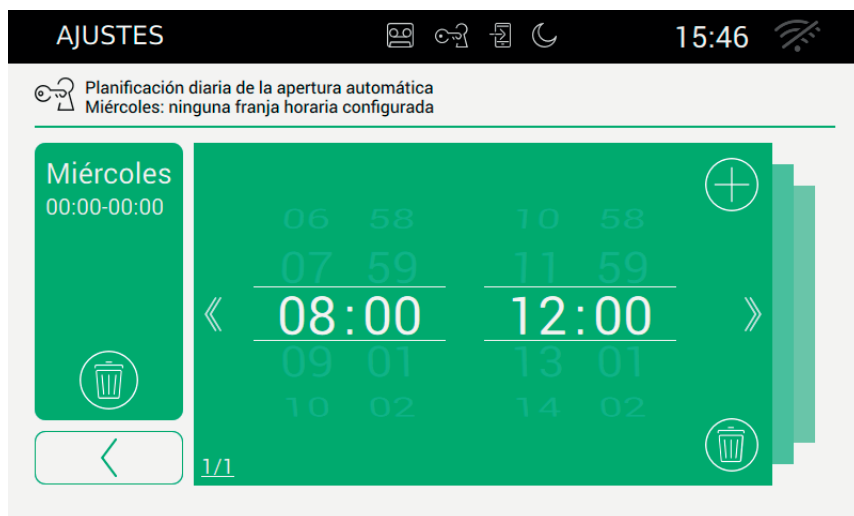 AJUSTES
15:46
Planificación diaria de la apertura automática
Miércoles: ninguna franja horaria configurada
Miércoles
00:00-00:00
06 58 10 58
07 59 11 59
08:00 12:00
09 01 13 01
10 02 14 02
1/1